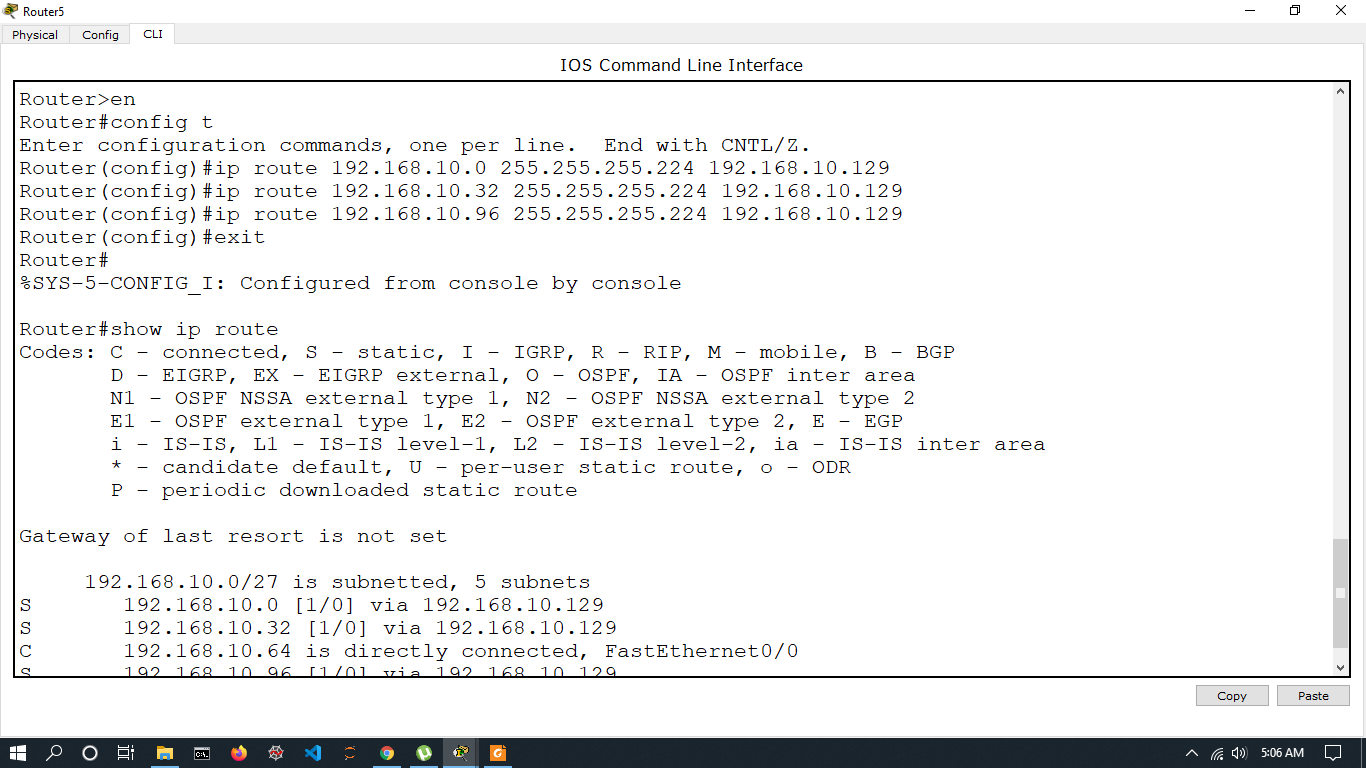 Router5
Physical Config CLI
IOS Command Line Interface
Router>en
Router#config t
Enter configuration commands, one per line.  End with CNTL/Z.
Router(config)#ip route 192.168.10.0 255.255.255.224 192.168.10.129
Router(config)#ip route 192.168.10.32 255.255.255.224 192.168.10.129
Router(config)#ip route 192.168.10.96 255.255.255.224 192.168.10.129
Router(config)#exit
Router#
%SYS-5-CONFIG_I: Configured from console by console
Router#show ip route
Codes: C - connected, S - static, I - IGRP, R - RIP, M - mobile, B - BGP
       D - EIGRP, EX - EIGRP external, O - OSPF, IA - OSPF inter area
       N1 - OSPF NSSA external type 1, N2 - OSPF NSSA external type 2
       E1 - OSPF external type 1, E2 - OSPF external type 2, E - EGP
       i - IS-IS, L1 - IS-IS level-1, L2 - IS-IS level-2, ia - IS-IS inter area
       * - candidate default, U - per-user static route, o - ODR
       P - periodic downloaded static route
Gateway of last resort is not set
     192.168.10.0/27 is subnetted, 5 subnets
S       192.168.10.0 [1/0] via 192.168.10.129
S       192.168.10.32 [1/0] via 192.168.10.129
C       192.168.10.64 is directly connected, FastEthernet0/0
S       192.168.10.96 [1/0] via 192.168.10.129
Copy Paste
5:06 AM